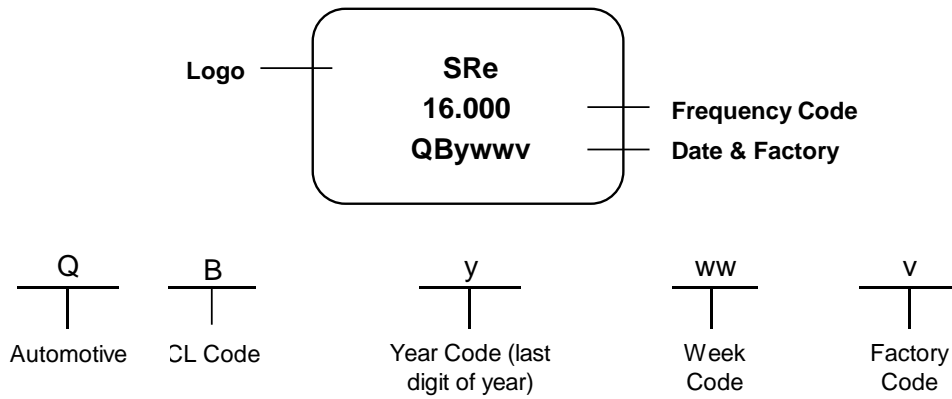 Logo
SRe
16.000
Frequency Code
QBywwv
Date & Factory
Q
B
y
ww
v
Automotive
CL Code
Year Code (last
digit of year)
Week
Code
Factory
Code